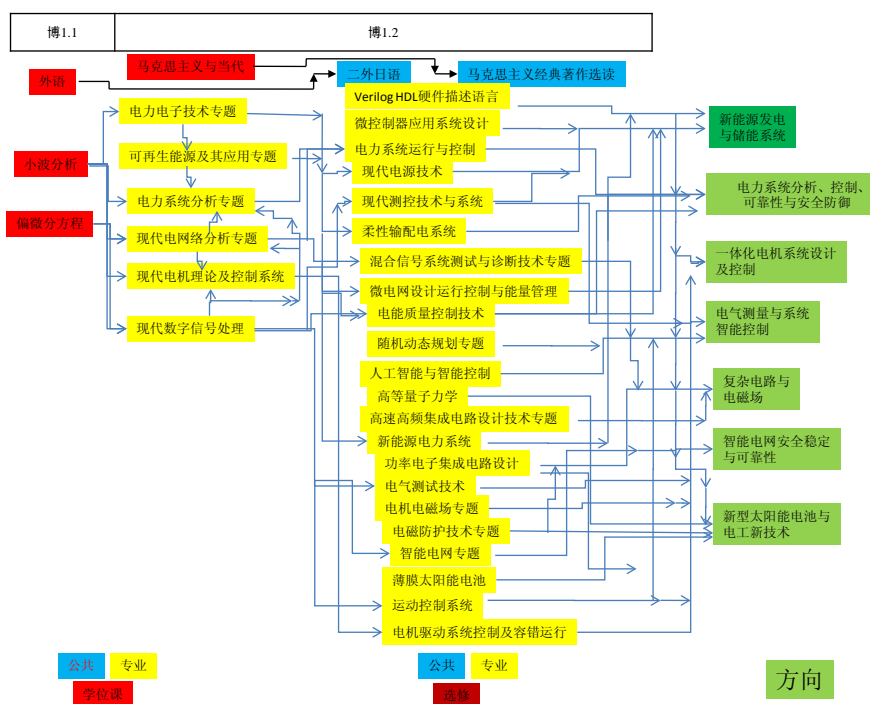 博1.1
博1.2
马克思主义与当代
外语
二外日语
马克思主义经典著作选读
Verilog HDL硬件描述语言
电力电子技术专题
微控制器应用系统设计
新能源发电
与储能系统
可再生能源及其应用专题
电力系统运行与控制
小波分析
现代电源技术
电力系统分析专题
现代测控技术与系统
电力系统分析、控制、
可靠性与安全防御
偏微分方程
现代电网络分析专题
柔性输配电系统
混合信号系统测试与诊断技术专题
一体化电机系统设计
及控制
现代电机理论及控制系统
微电网设计运行控制与能量管理
电能质量控制技术
电气测量与系统
智能控制
现代数字信号处理
随机动态规划专题
人工智能与智能控制
复杂电路与
电磁场
高等量子力学
高速高频集成电路设计技术专题
新能源电力系统
智能电网安全稳定
与可靠性
功率电子集成电路设计
电气测试技术
电机电磁场专题
新型太阳能电池与
电工新技术
电磁防护技术专题
智能电网专题
薄膜太阳能电池
运动控制系统
电机驱动系统控制及容错运行
公共
专业
学位课
公共
专业
选修
方向